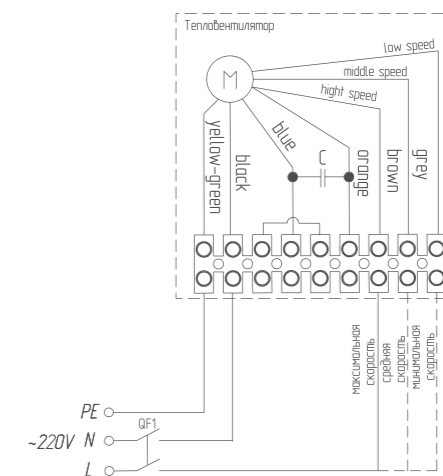 Тепловентилятор
low speed
middle speed
hight speed
M
yellow-green
black
blue
C
orange
brown
grey
максимальная
скорость
средняя
скорость
минимальная
скорость
PE
QF1
~220V N
L